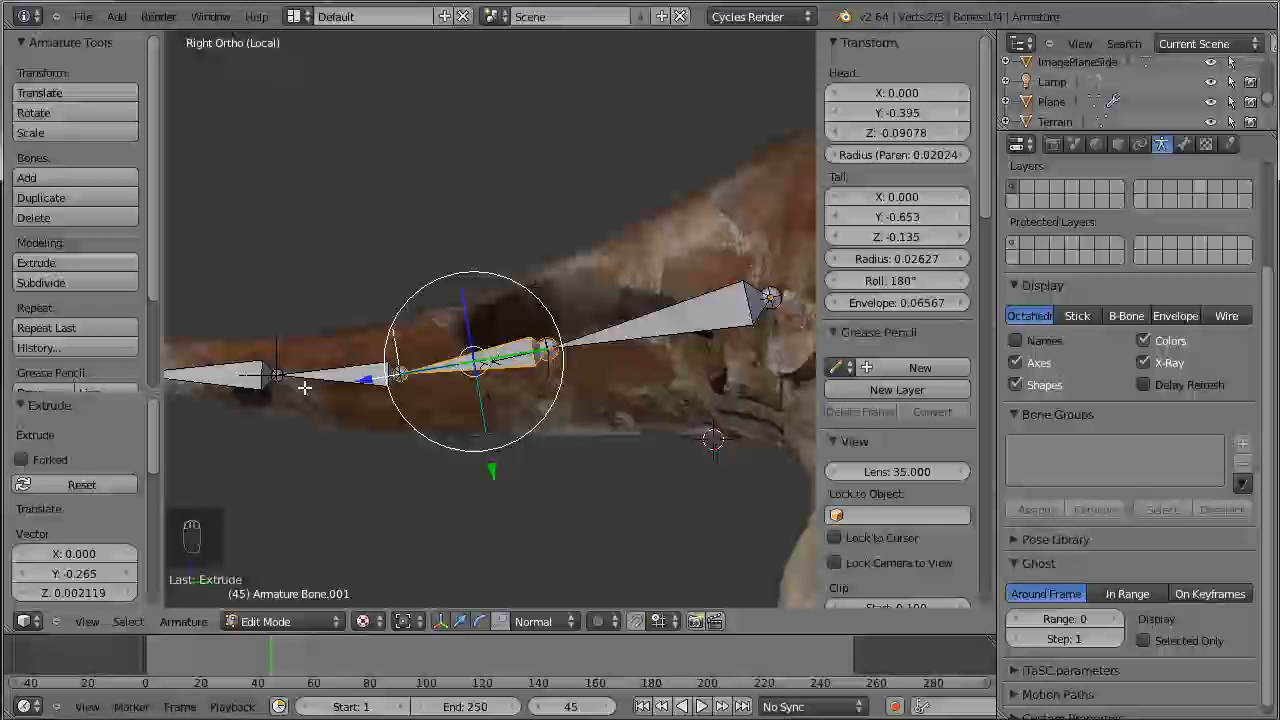 File Add Render Window Help Default Scene Cycles Render v2.64 | Verts:2/5 | Bones:1/4 | Armature
Armature Tools
Transform:
Translate
Rotate
Scale
Bones:
Add
Duplicate
Delete
Modeling:
Extrude
Subdivide
Repeat:
Repeat Last
History...
Grease Pencil:
Extrude
Extrude
Forked
Reset
Translate
Vector
X: 0.000
Y: -0.265
Z: 0.002119
Right Ortho (Local)
Last: Extrude
(45) Armature Bone.001
View Select Armature Edit Mode Normal
Transform
Head:
X: 0.000
Y: -0.395
Z: -0.09078
Radius (Paren: 0.02024
Tail:
X: 0.000
Y: -0.653
Z: -0.135
Radius: 0.02627
Roll: 180°
Envelope: 0.06567
Grease Pencil
New
New Layer
Delete Frame Convert
View
Lens: 35.000
Lock to Object:
Lock to Cursor
Lock Camera to View
Clip
Start: 0.100
View Search Current Scene
ImagePlaneSide
Lamp
Plane
Terrain
Layers:
Protected Layers:
Display
Octahedr Stick B-Bone Envelope Wire
Names Colors
Axes X-Ray
Shapes Delay Refresh
Bone Groups
Assign Remove Select Deselect
Pose Library
Ghost
Around Frame In Range On Keyframes
Range: 0 Display
Step: 1 Selected Only
iTaSC parameters
Motion Paths
Custom Properties
-40 -20 0 20 40 60 80 100 120 140 160 180 200 220 240 260 280
View Marker Frame Playback Start: 1 End: 250 45 No Sync